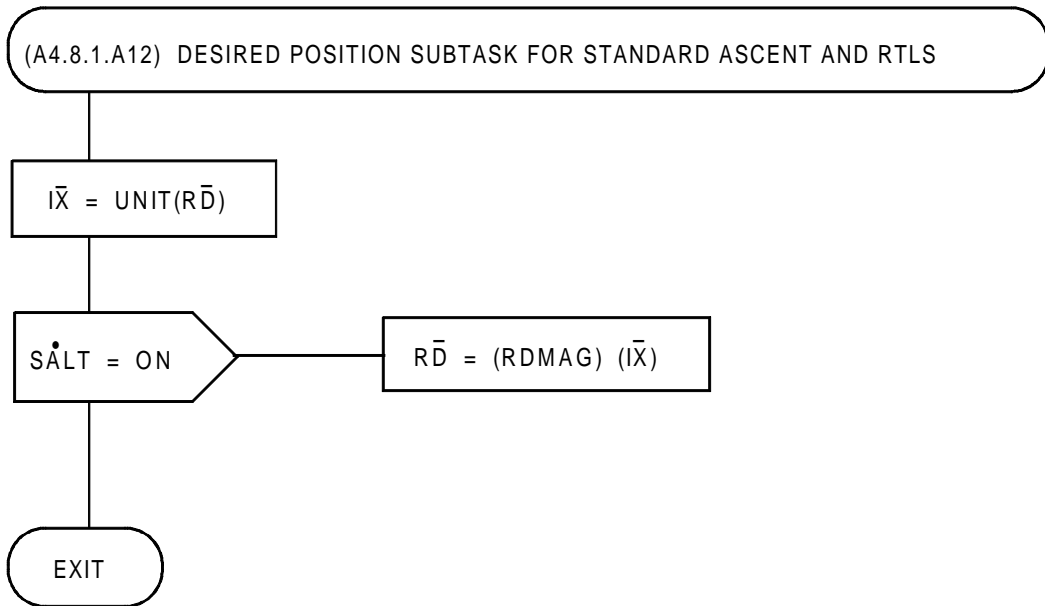 (A4.8.1.A12) DESIRED POSITION SUBTASK FOR STANDARD ASCENT AND RTLS
IX̄ = UNIT(RD̄)
SȦLT = ON
RD̄ = (RDMAG) (IX̄)
EXIT